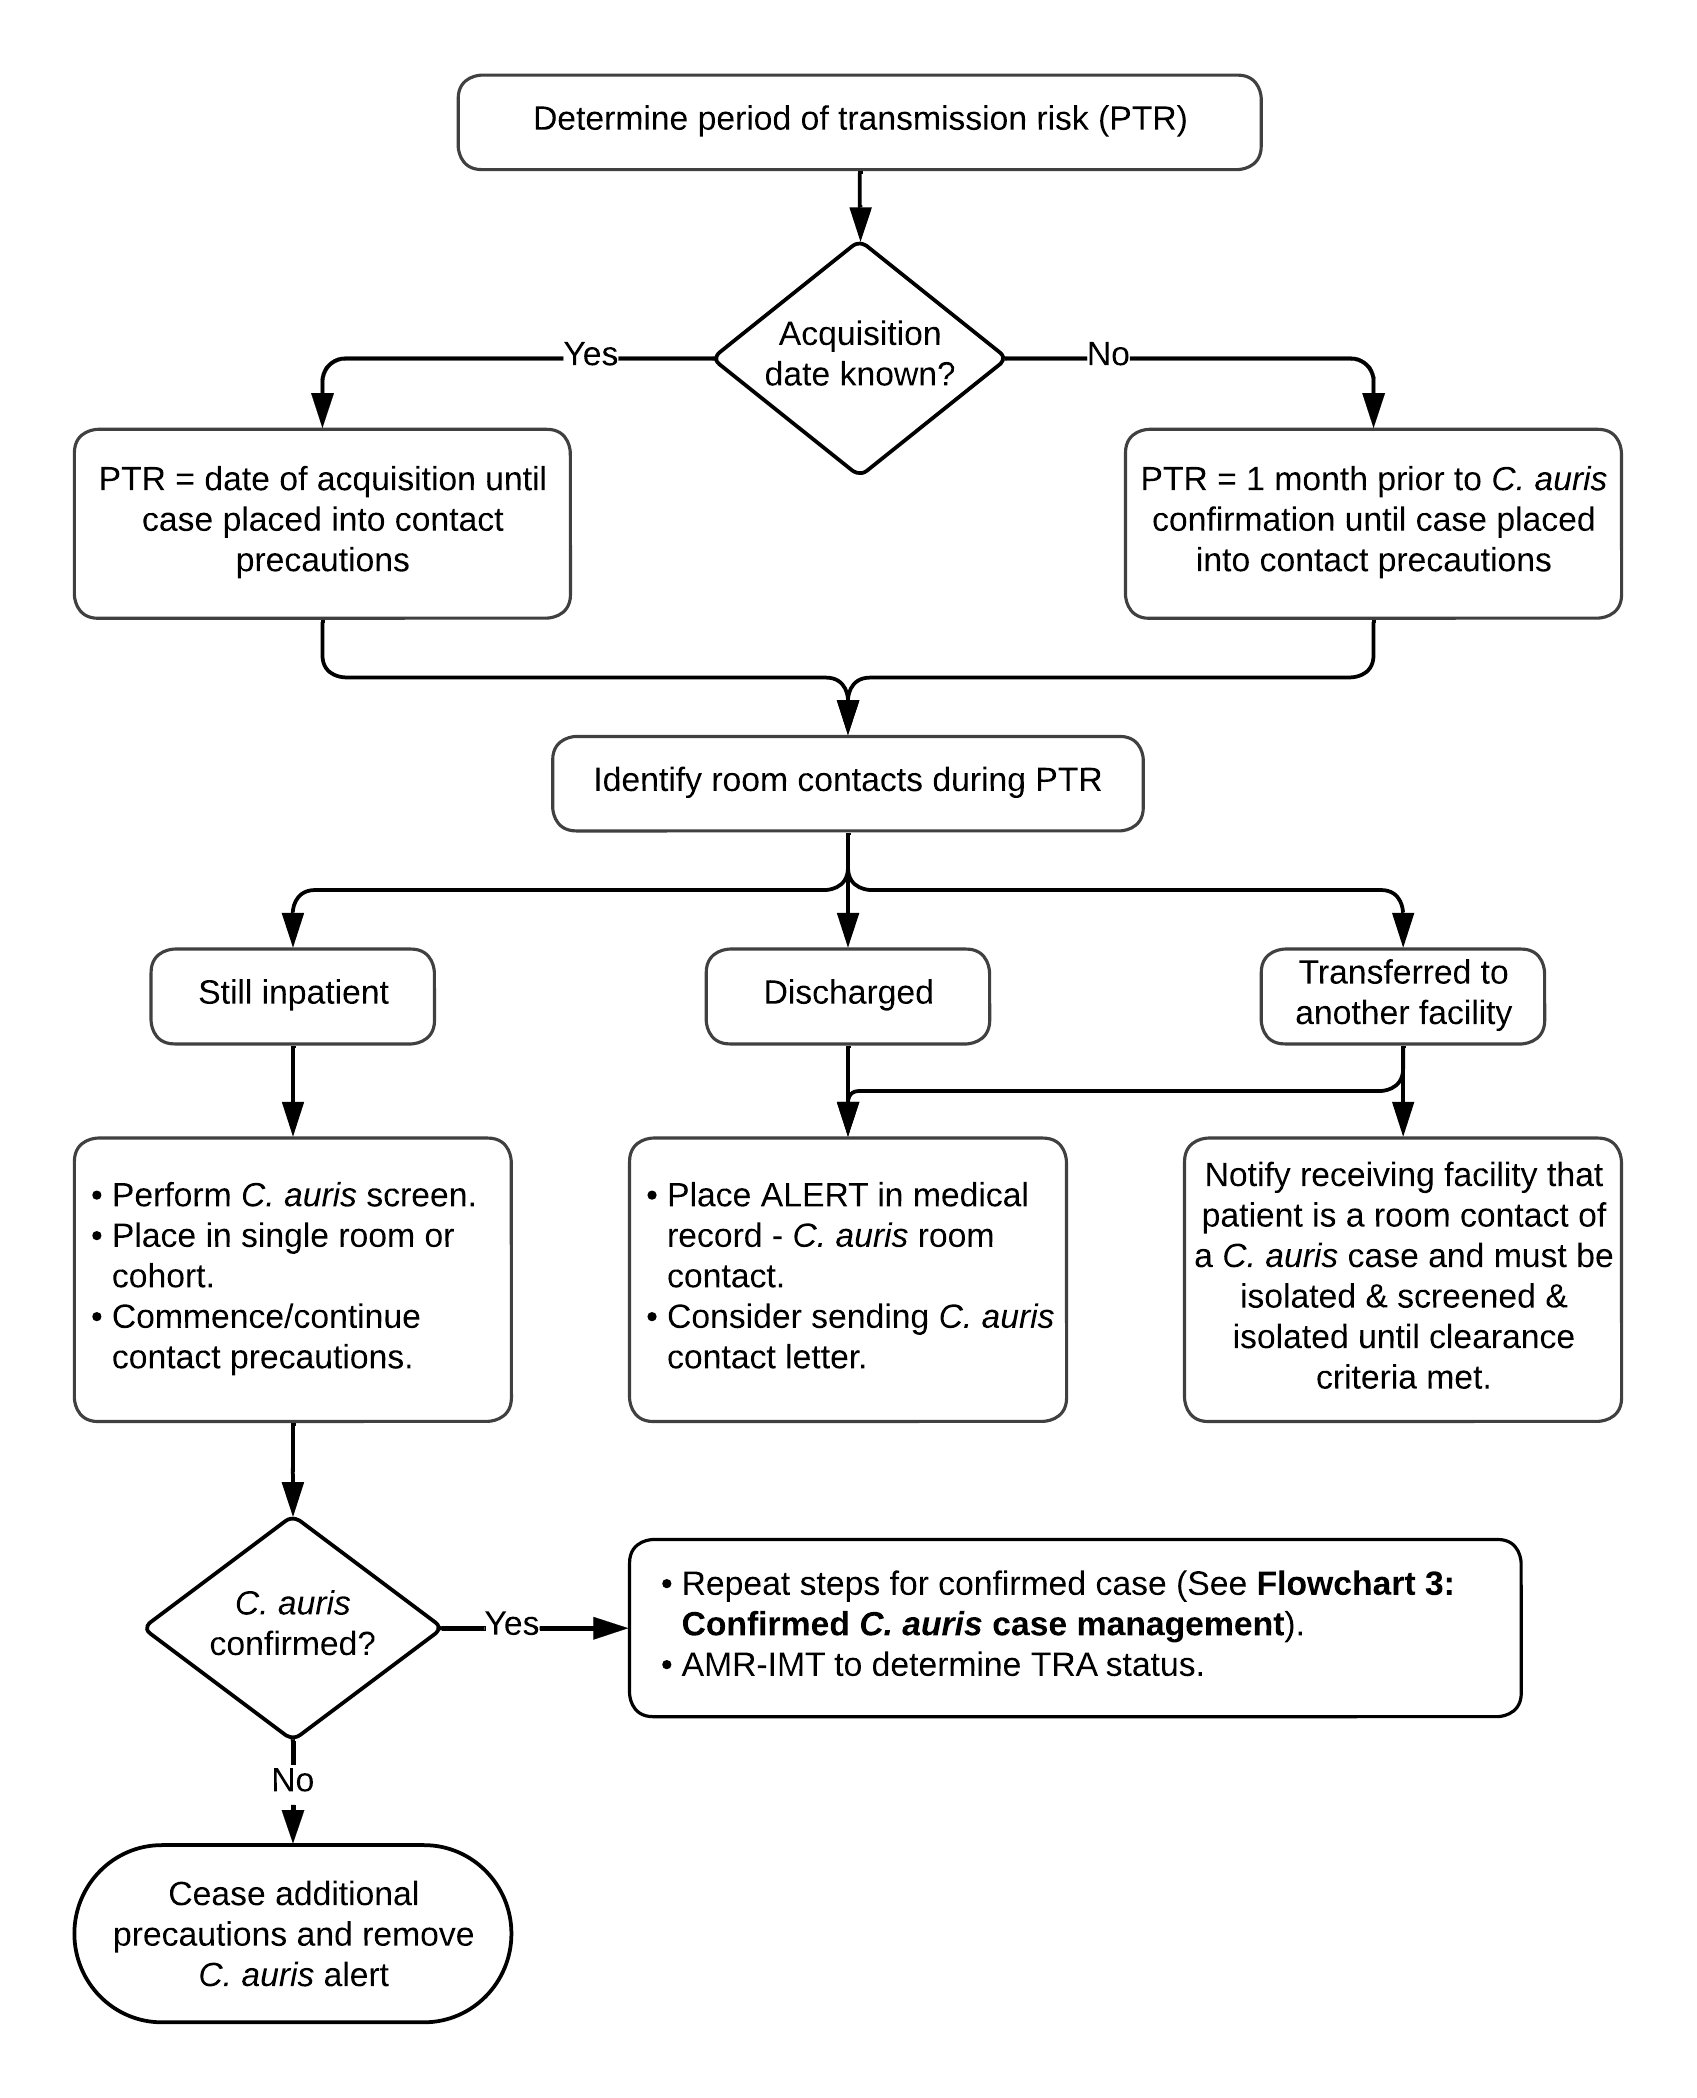 Determine period of transmission risk (PTR)
Acquisition
date known?
Yes
No
PTR = date of acquisition until
case placed into contact
precautions
PTR = 1 month prior to C. auris
confirmation until case placed
into contact precautions
Identify room contacts during PTR
Still inpatient
Discharged
Transferred to
another facility
• Perform C. auris screen.
• Place in single room or
cohort.
• Commence/continue
contact precautions.
• Place ALERT in medical
record - C. auris room
contact.
• Consider sending C. auris
contact letter.
Notify receiving facility that
patient is a room contact of
a C. auris case and must be
isolated & screened &
isolated until clearance
criteria met.
C. auris
confirmed?
Yes
• Repeat steps for confirmed case (See Flowchart 3:
Confirmed C. auris case management).
• AMR-IMT to determine TRA status.
No
Cease additional
precautions and remove
C. auris alert